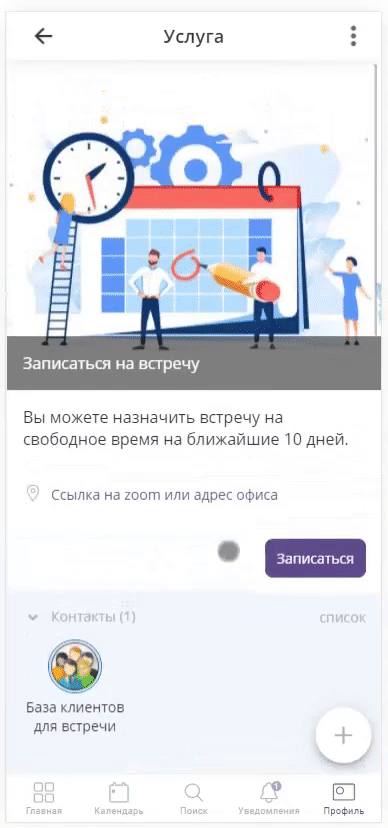 Услуга
Записаться на встречу
Вы можете назначить встречу на
свободное время на ближайшие 10 дней.
Ссылка на zoom или адрес офиса
Записаться
Контакты (1)
список
База клиентов
для встречи
1
Главная
Календарь
Поиск
Уведомления
Профиль